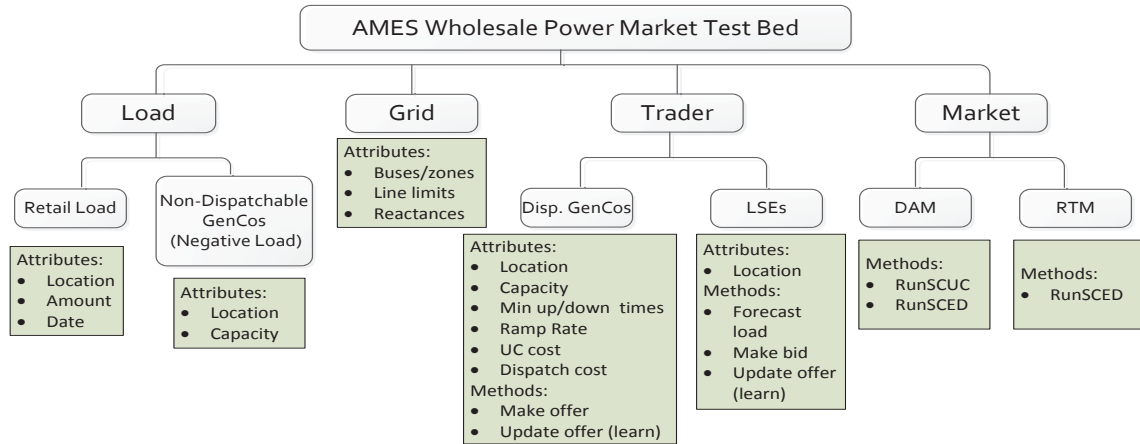 AMES Wholesale Power Market Test Bed
Load
Grid
Trader
Market
Retail Load
Non-Dispatchable
GenCos
(Negative Load)
Attributes:
• Buses/zones
• Line limits
• Reactances
Disp. GenCos
LSEs
DAM
RTM
Attributes:
• Location
• Amount
• Date
Attributes:
• Location
• Capacity
Attributes:
• Location
• Capacity
• Min up/down times
• Ramp Rate
• UC cost
• Dispatch cost
Methods:
• Make offer
• Update offer (learn)
Attributes:
• Location
Methods:
• Forecast
load
• Make bid
• Update offer
(learn)
Methods:
• RunSCUC
• RunSCED
Methods:
• RunSCED